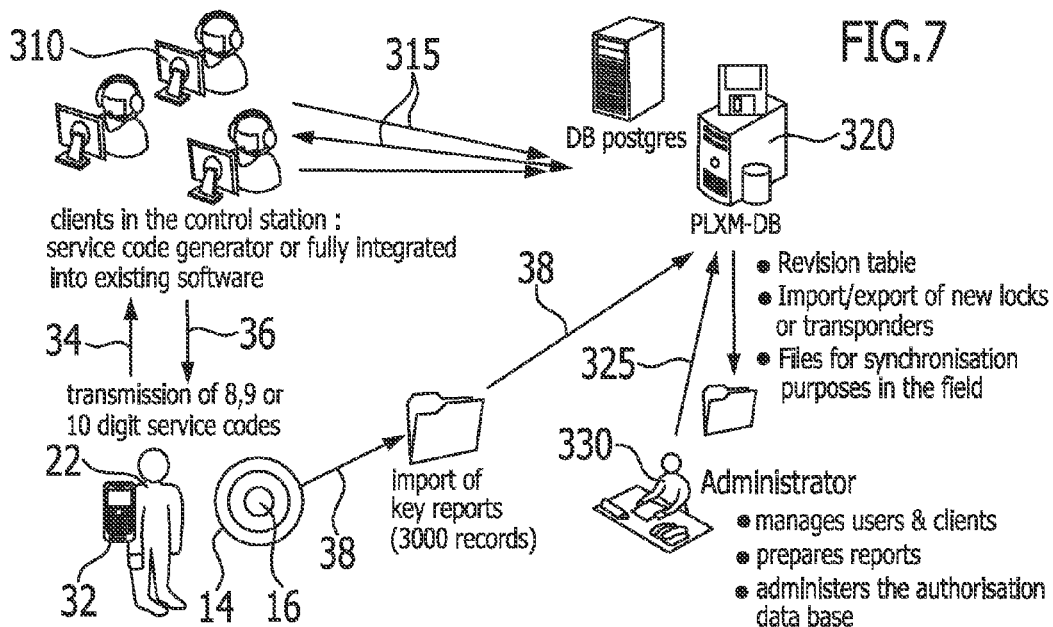 FIG.7
310
315
DB postgres
320
PLXM-DB
clients in the control station :
service code generator or fully integrated
into existing software
38
• Revision table
• Import/export of new locks
or transponders
• Files for synchronisation
purposes in the field
34
36
325
transmission of 8,9 or
10 digit service codes
22
330
import of
key reports
(3000 records)
38
Administrator
• manages users & clients
• prepares reports
• administers the authorisation
data base
32
14
16